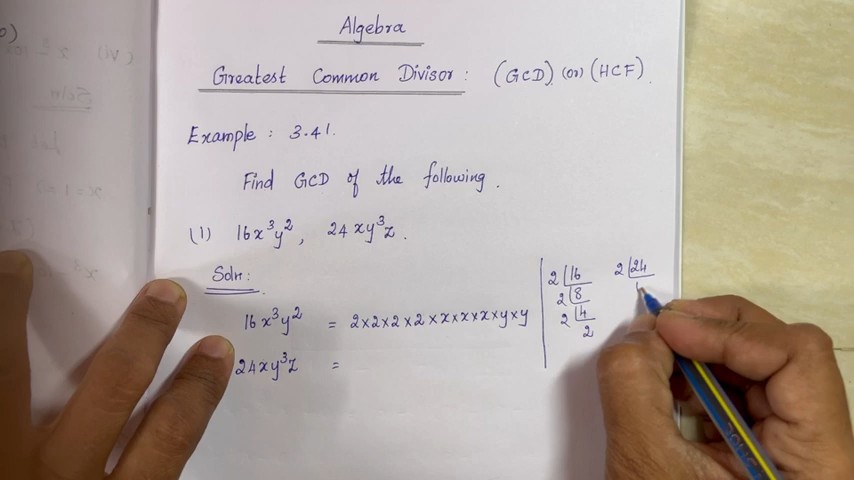 Algebra
Greatest Common Divisor : (GCD) (or) (HCF).
Example : 3.41.
Find GCD of the following.
(1) 16x³y², 24xy³z.
Soln:
16x³y² = 2×2×2×2×x×x×x×y×y
24xy³z =
2 16
2 8
2 4
2
2 24
1